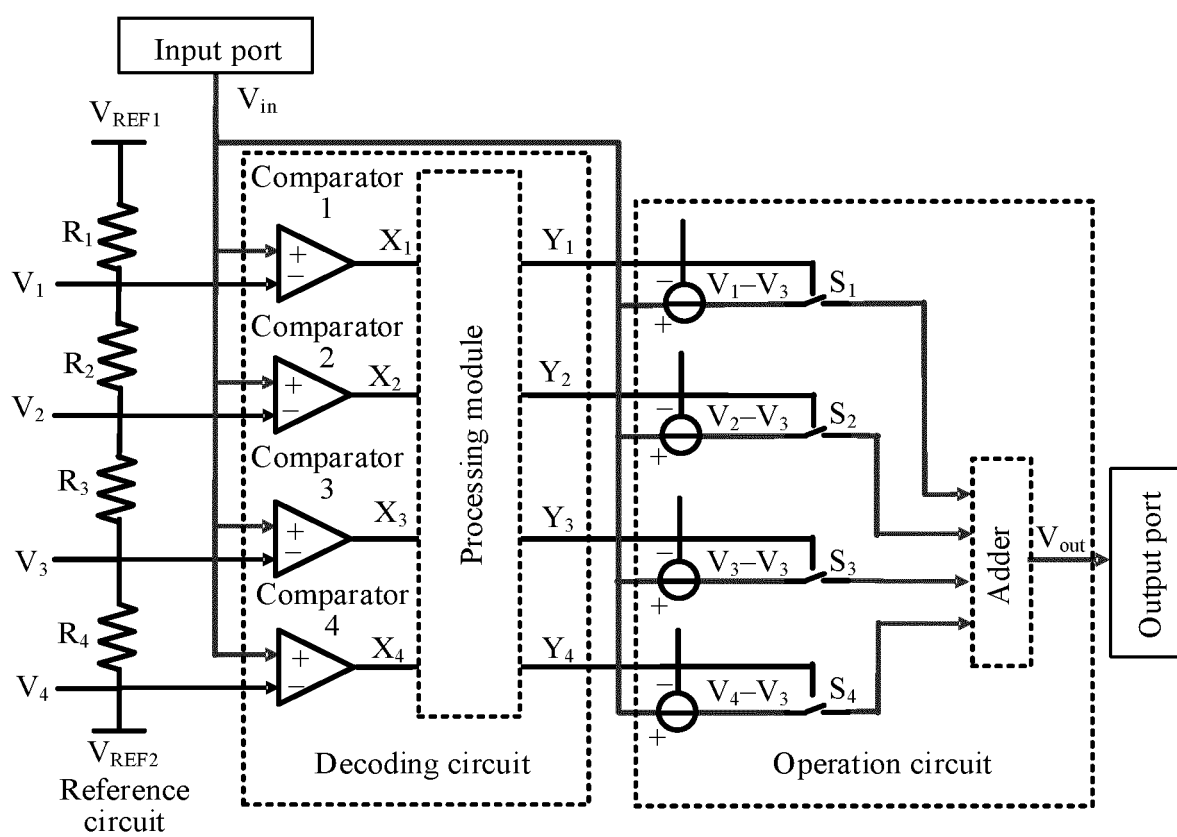 Input port
V_in
V_REF1
Comparator
1
R₁
+
−
X₁
Y₁
V₁
−
V₁–V₃
S₁
+
Comparator
2
R₂
+
−
X₂
Y₂
V₂
−
V₂–V₃
S₂
+
Comparator
3
R₃
+
−
X₃
Y₃
V₃
−
V₃–V₃
S₃
+
Comparator
4
R₄
+
−
X₄
Y₄
V₄
−
V₄–V₃
S₄
+
Processing module
Adder
V_out
Output port
V_REF2
Reference
circuit
Decoding circuit
Operation circuit